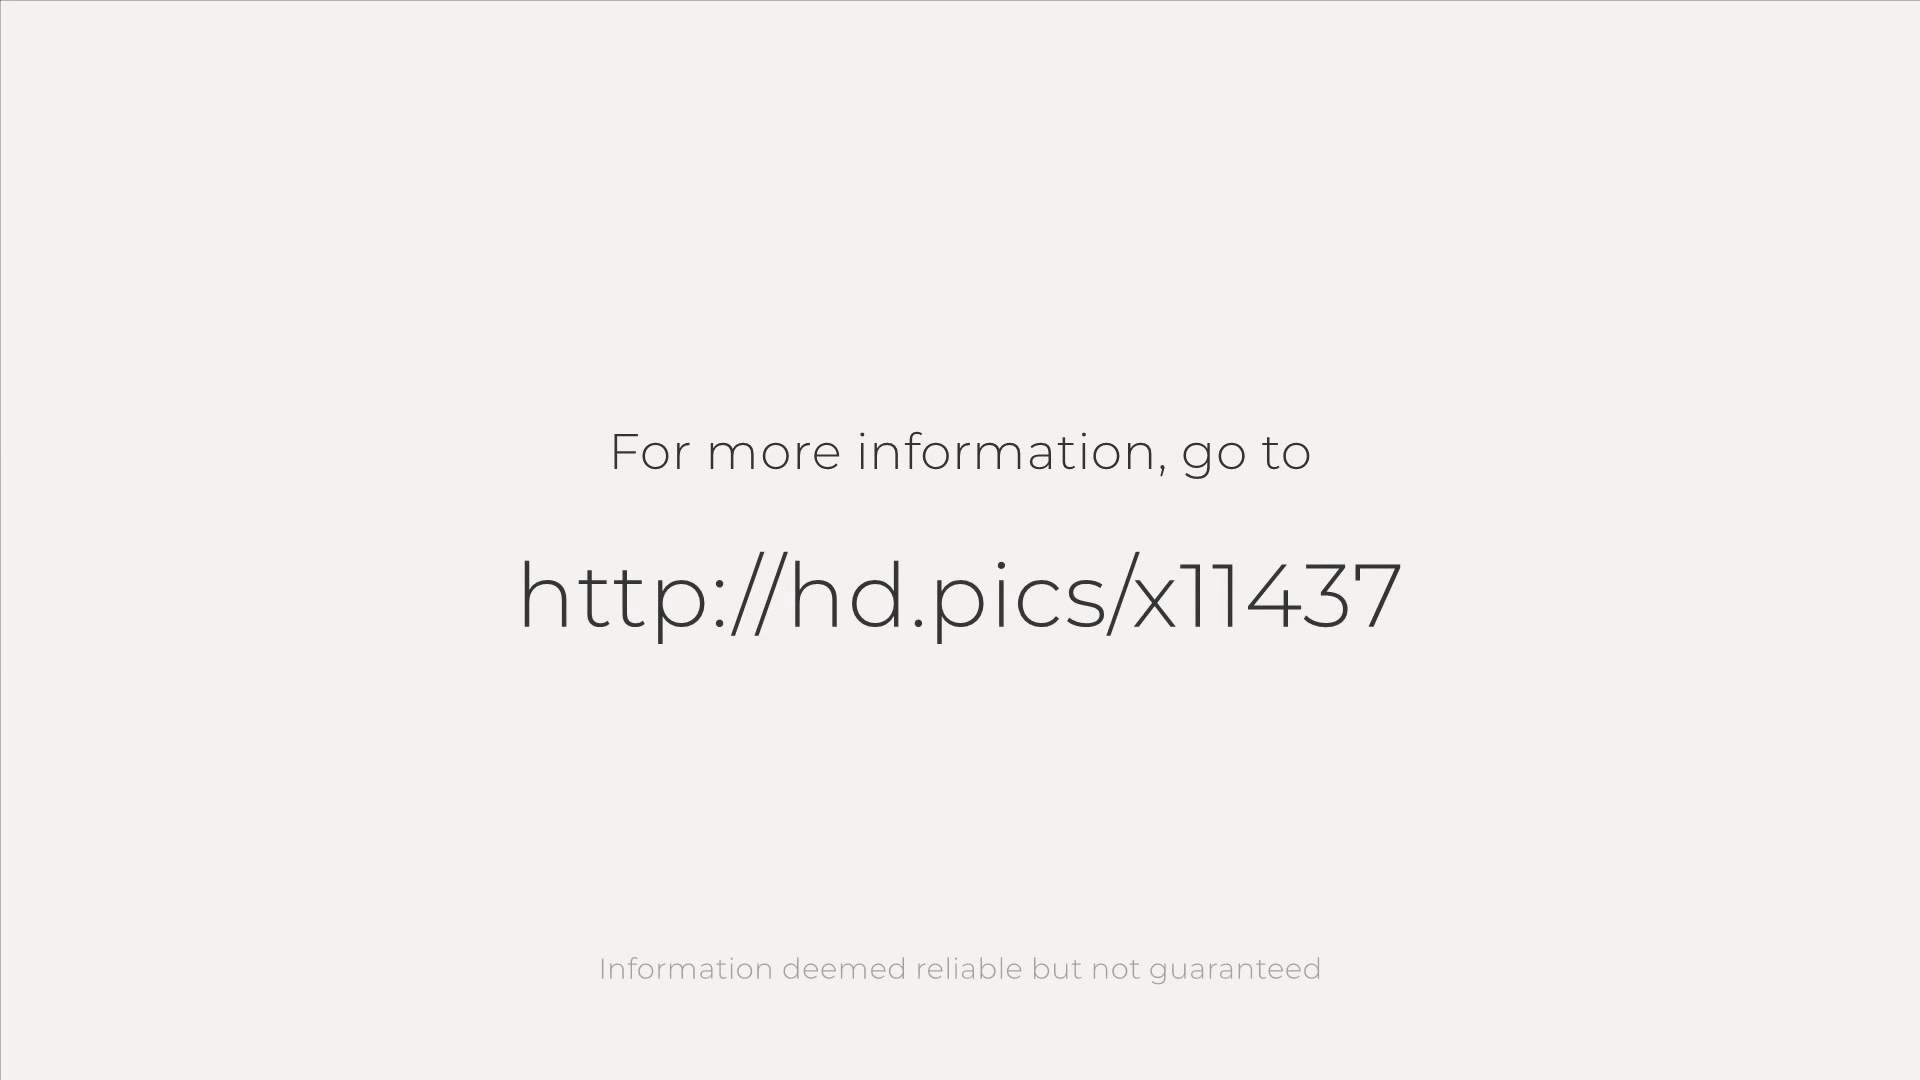 For more information, go to
http://hd.pics/x11437
Information deemed reliable but not guaranteed